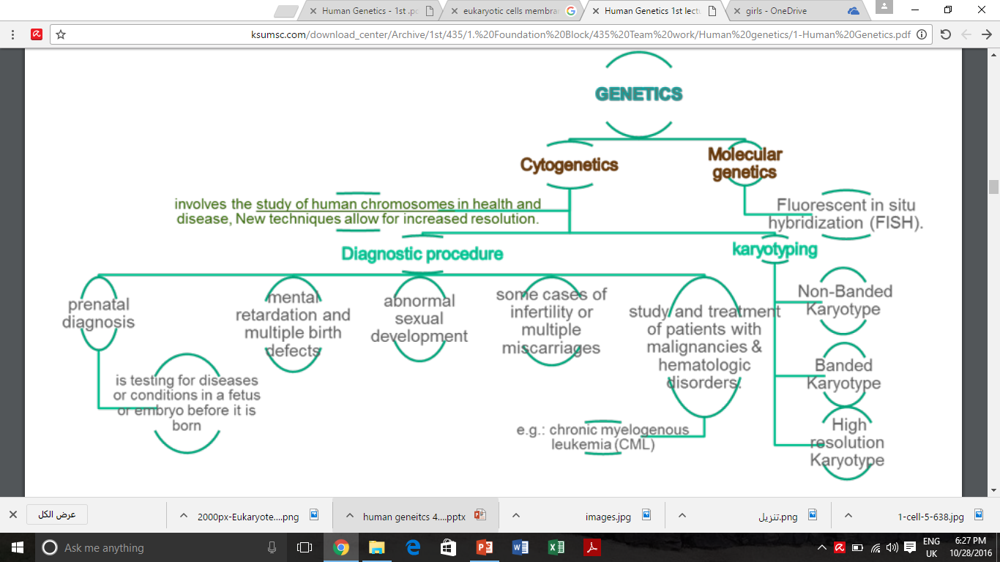 Human Genetics - 1st .pd
eukaryotic cells membran
Human Genetics 1st lectu
girls - OneDrive
ksumsc.com/download_center/Archive/1st/435/1.%20Foundation%20Block/435%20Team%20work/Human%20genetics/1-Human%20Genetics.pdf
GENETICS
Cytogenetics
Molecular
genetics
involves the study of human chromosomes in health and
disease, New techniques allow for increased resolution.
Fluorescent in situ
hybridization (FISH).
Diagnostic procedure
karyotyping
prenatal
diagnosis
mental
retardation and
multiple birth
defects
abnormal
sexual
development
some cases of
infertility or
multiple
miscarriages
study and treatment
of patients with
malignancies &
hematologic
disorders.
Non-Banded
Karyotype
Banded
Karyotype
High
resolution
Karyotype
is testing for diseases
or conditions in a fetus
or embryo before it is
born
e.g.: chronic myelogenous
leukemia (CML)
عرض الكل
2000px-Eukaryote....png
human geneitcs 4....pptx
images.jpg
تنزيل.png
1-cell-5-638.jpg
Ask me anything
ENG
UK
6:27 PM
10/28/2016